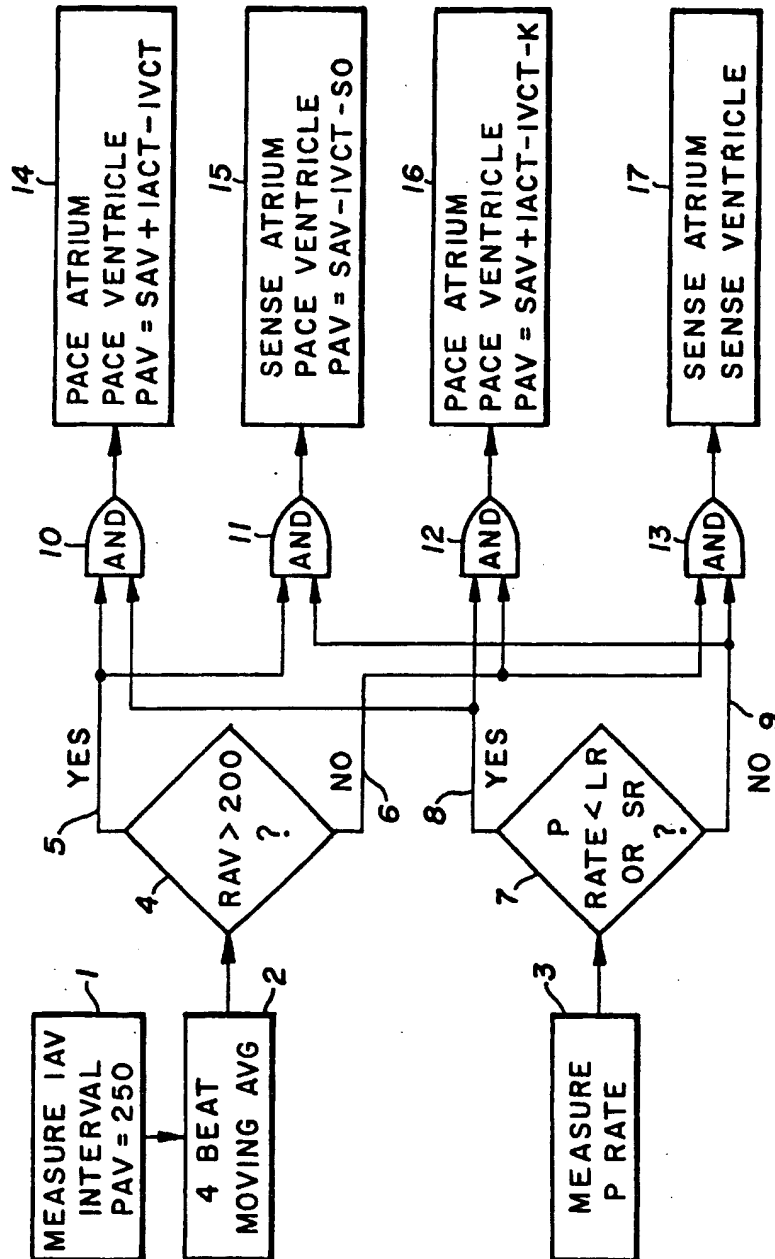 1
MEASURE IAV
INTERVAL
PAV = 250
2
4 BEAT
MOVING AVG
3
MEASURE
P RATE
4
RAV > 200
?
5
YES
NO
6
7
P
RATE < LR
OR SR
?
8
YES
NO
9
10
AND
11
AND
12
AND
13
AND
14
PACE ATRIUM
PACE VENTRICLE
PAV = SAV + IACT - IVCT
15
SENSE ATRIUM
PACE VENTRICLE
PAV = SAV - IVCT - SO
16
PACE ATRIUM
PACE VENTRICLE
PAV = SAV + IACT - IVCT - K
17
SENSE ATRIUM
SENSE VENTRICLE